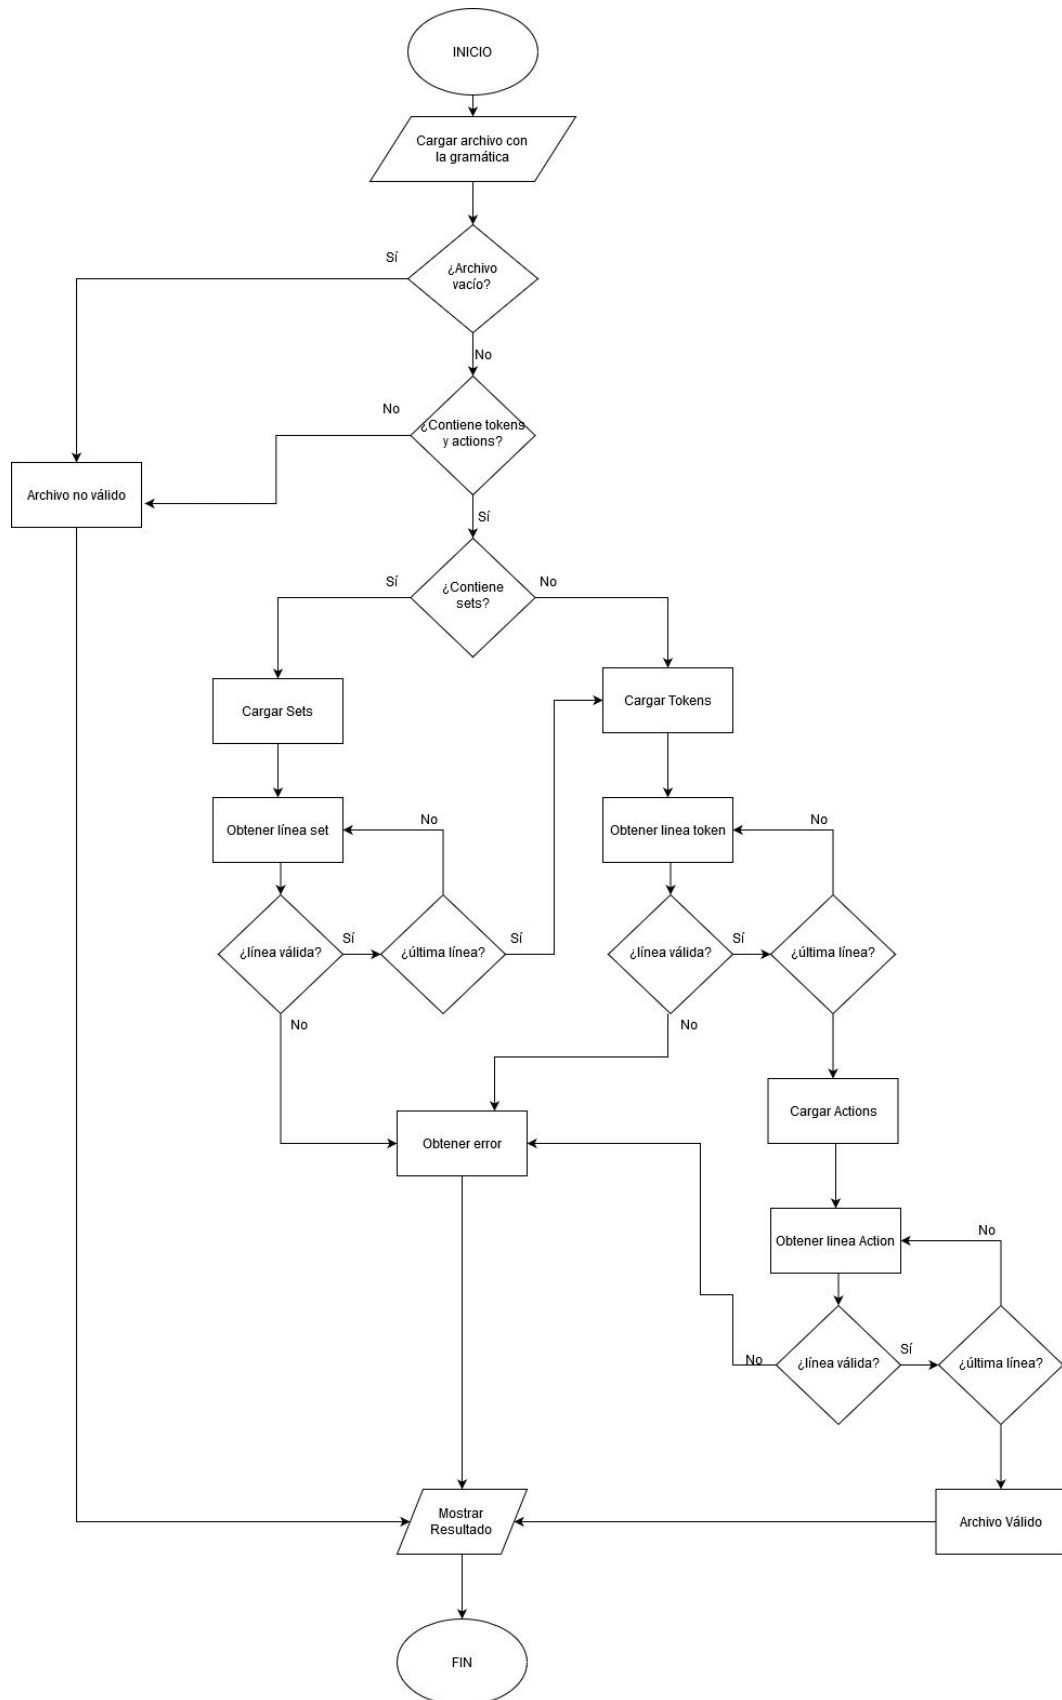 INICIO
Cargar archivo con
la gramática
Sí
¿Archivo
vacío?
No
No
¿Contiene tokens
y actions?
Archivo no válido
Sí
Sí
¿Contiene
sets?
No
Cargar Sets
Cargar Tokens
Obtener línea set
No
Obtener linea token
No
¿línea válida?
Sí
¿última línea?
Sí
¿línea válida?
Sí
¿última línea?
No
No
Cargar Actions
Obtener error
Obtener linea Action
No
No
¿línea válida?
Sí
¿última línea?
Mostrar
Resultado
Archivo Válido
FIN